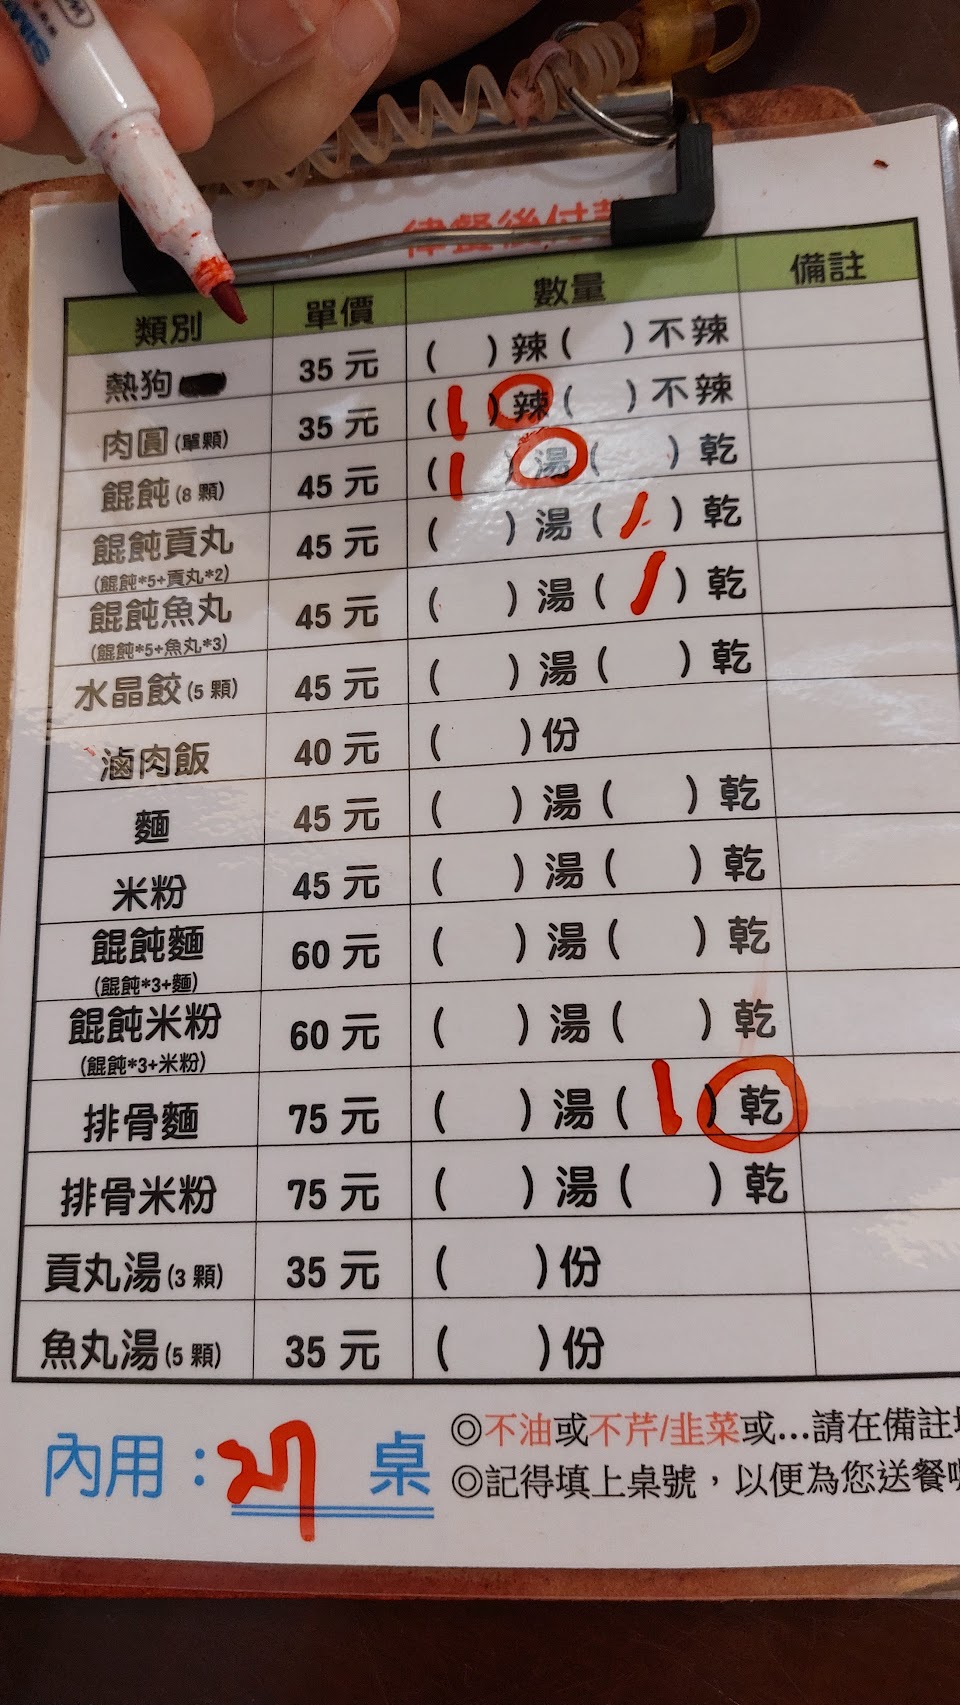 律餐後付
類別 單價 數量 備註
熱狗 35 元 ( ) 辣 ( ) 不辣
肉圓 (單顆) 35 元 ( 1 ) 辣 ( ) 不辣
餛飩 (8 顆) 45 元 ( 1 ) 湯 ( ) 乾
餛飩貢丸 45 元 ( ) 湯 ( 1 ) 乾
(餛飩*5+貢丸*2)
餛飩魚丸 45 元 ( ) 湯 ( 1 ) 乾
(餛飩*5+魚丸*3)
水晶餃 (5 顆) 45 元 ( ) 湯 ( ) 乾
滷肉飯 40 元 ( ) 份
麵 45 元 ( ) 湯 ( ) 乾
米粉 45 元 ( ) 湯 ( ) 乾
餛飩麵 60 元 ( ) 湯 ( ) 乾
(餛飩*3+麵)
餛飩米粉 60 元 ( ) 湯 ( ) 乾
(餛飩*3+米粉)
排骨麵 75 元 ( ) 湯 ( 1 ) 乾
排骨米粉 75 元 ( ) 湯 ( ) 乾
貢丸湯 (3 顆) 35 元 ( ) 份
魚丸湯 (5 顆) 35 元 ( ) 份
內用：桌
◎不油或不芹/韭菜或...請在備註
◎記得填上桌號，以便為您送餐